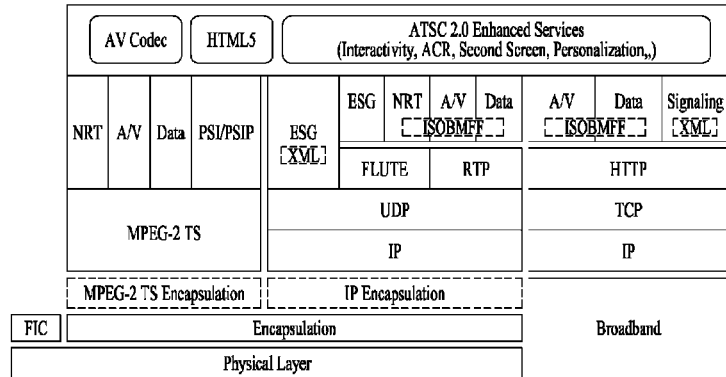 AV Codec
HTML5
ATSC 2.0 Enhanced Services
(Interactivity, ACR, Second Screen, Personalization,,)
NRT
A/V
Data
PSI/PSIP
ESG
XML
ESG
NRT
A/V
Data
ISOBMFF
A/V
Data
ISOBMFF
Signaling
XML
FLUTE
RTP
HTTP
MPEG-2 TS
UDP
TCP
IP
IP
MPEG-2 TS Encapsulation
IP Encapsulation
Broadband
FIC
Encapsulation
Physical Layer